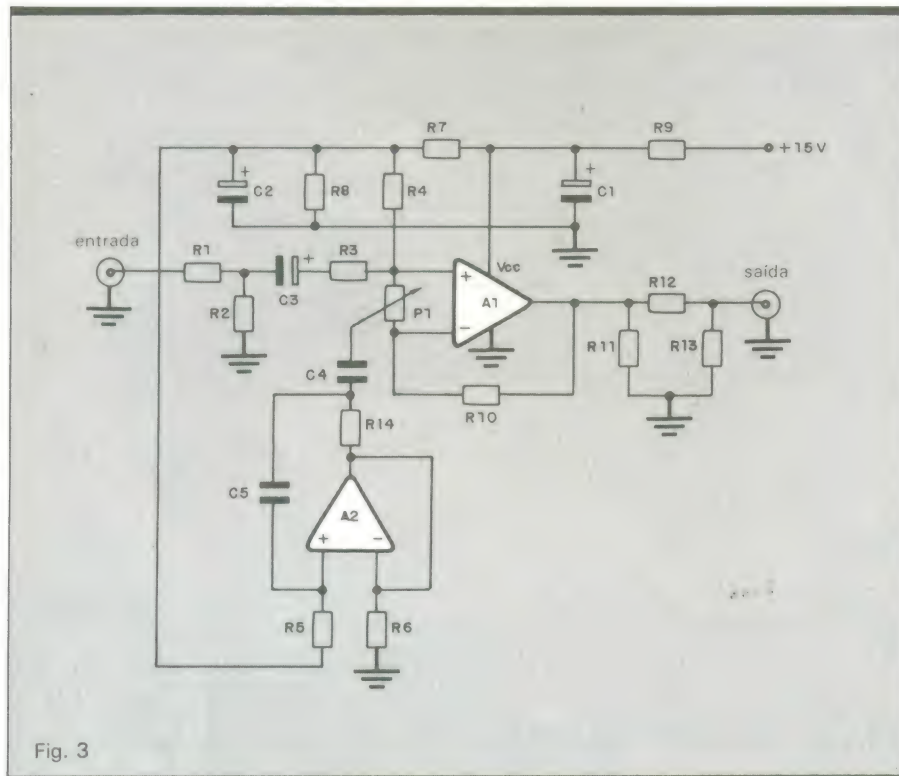 R7
R9
+15V
+
C2
R8
R4
+
C1
entrada
R1
+
R3
Vcc
saída
R2
C3
P1
+
A1
−
R12
R11
R13
C4
R10
R14
C5
A2
+
−
R5
R6
Fig. 3